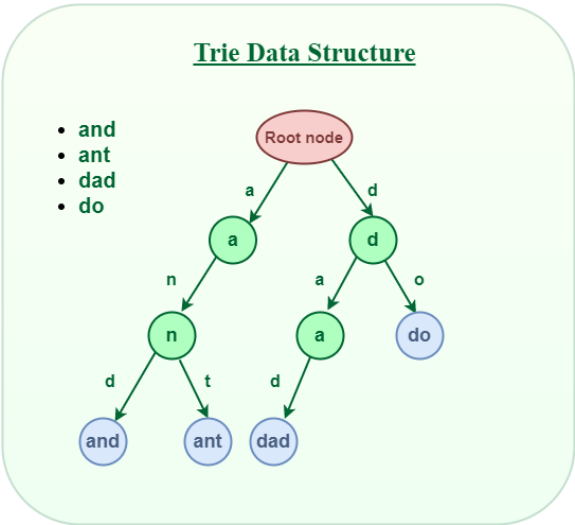 Trie Data Structure
• and
• ant
• dad
• do
Root node
a
d
a
d
n
a
o
n
a
do
d
t
d
and
ant
dad